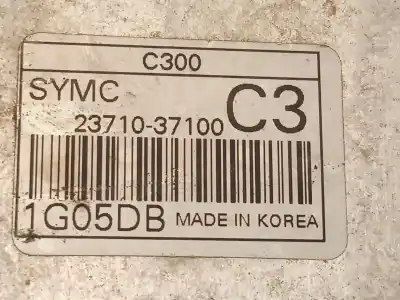 C300
SYMC
C3
23710-37100
1G05DB MADE IN KOREA